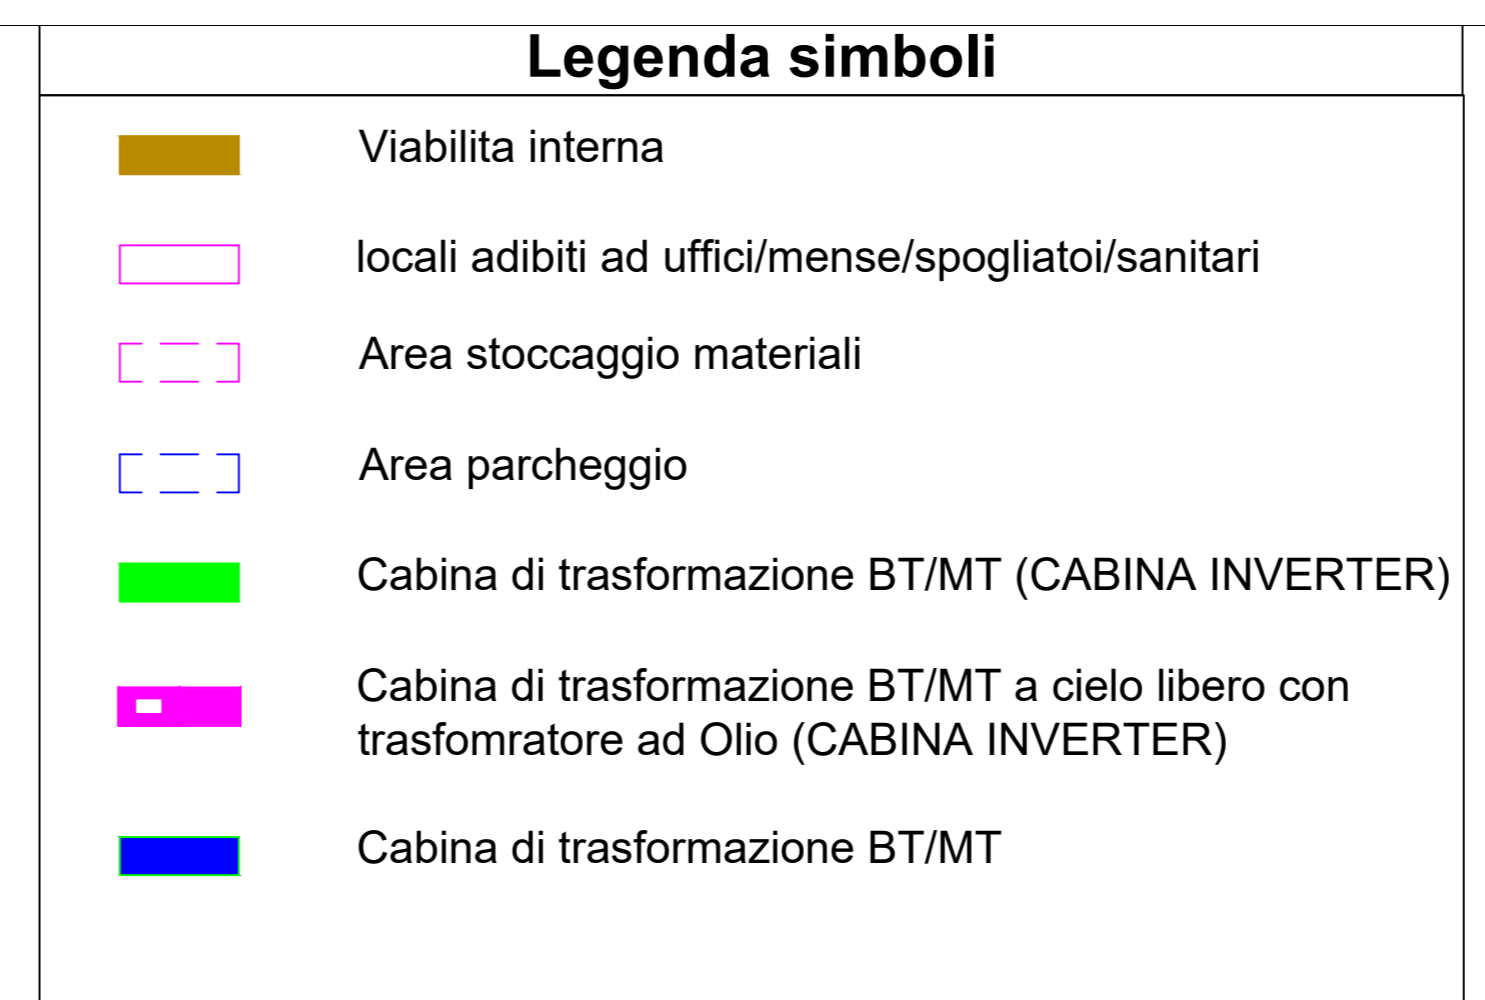 Legenda simboli
Viabilita interna
locali adibiti ad uffici/mense/spogliatoi/sanitari
Area stoccaggio materiali
Area parcheggio
Cabina di trasformazione BT/MT (CABINA INVERTER)
Cabina di trasformazione BT/MT a cielo libero con
trasfomratore ad Olio (CABINA INVERTER)
Cabina di trasformazione BT/MT